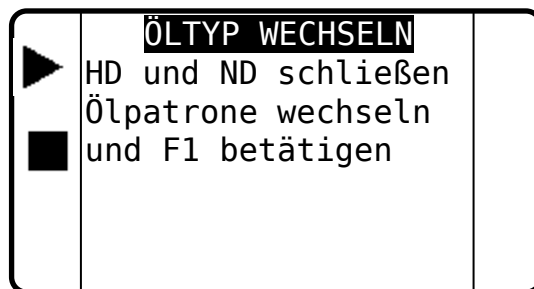 ÖLTYP WECHSELN
HD und ND schließen
Ölpatrone wechseln
und F1 betätigen